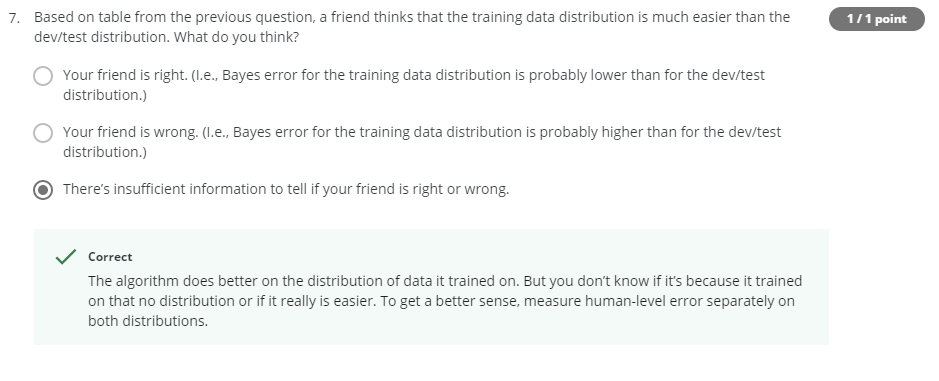 7. Based on table from the previous question, a friend thinks that the training data distribution is much easier than the
dev/test distribution. What do you think?
1 / 1 point
Your friend is right. (I.e., Bayes error for the training data distribution is probably lower than for the dev/test
distribution.)
Your friend is wrong. (I.e., Bayes error for the training data distribution is probably higher than for the dev/test
distribution.)
There's insufficient information to tell if your friend is right or wrong.
Correct
The algorithm does better on the distribution of data it trained on. But you don't know if it's because it trained
on that no distribution or if it really is easier. To get a better sense, measure human-level error separately on
both distributions.